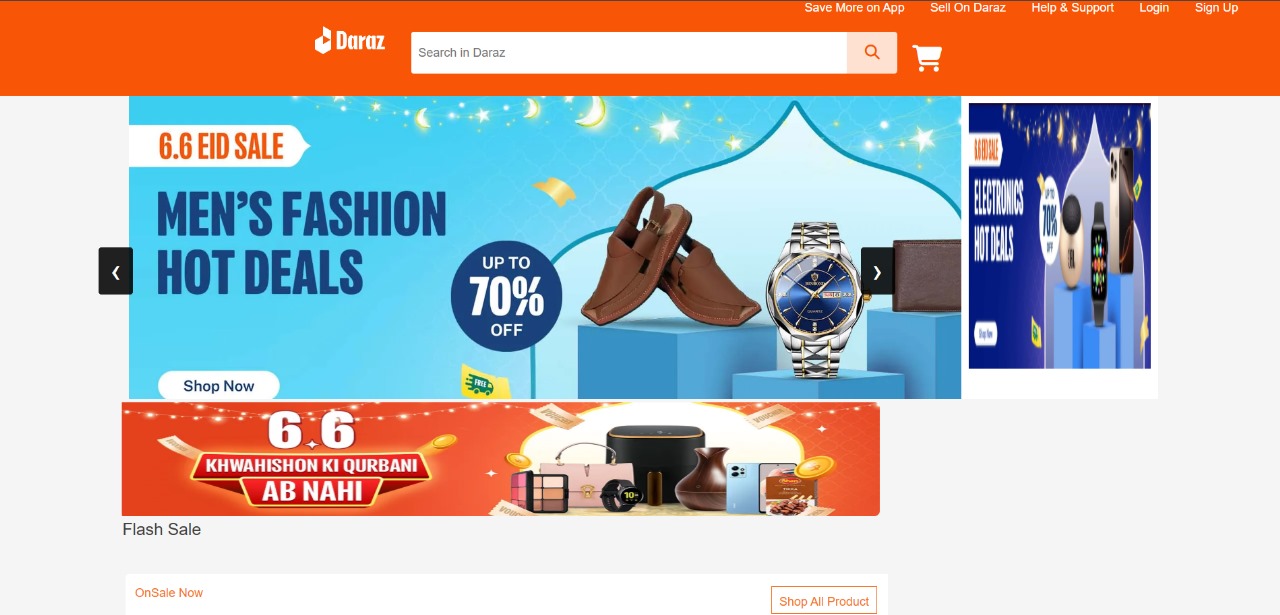 Save More on App
Sell On Daraz
Help & Support
Login
Sign Up
Daraz
Search in Daraz
6.6 EID SALE
MEN'S FASHION
HOT DEALS
UP TO
70%
OFF
Shop Now
FREE
❮
❯
6.6 EID SALE
ELECTRONICS
HOT DEALS
UP TO
70%
OFF
JBL
Shop Now
6.6
KHWAHISHON KI QURBANI
AB NAHI
VOUCHER
VOUCHER
Flash Sale
OnSale Now
Shop All Product